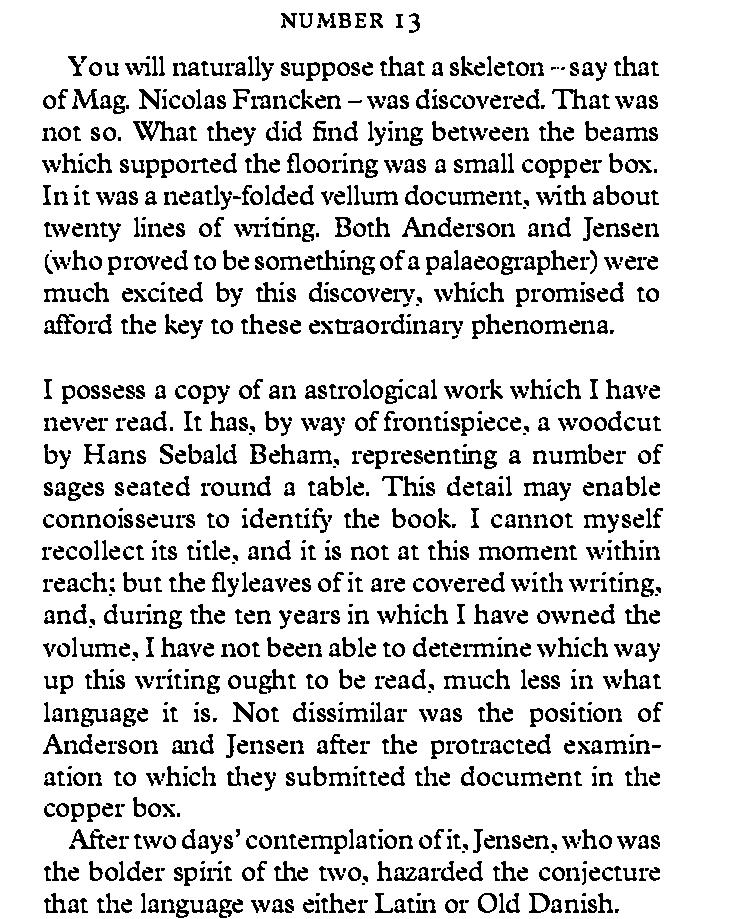 NUMBER 13
You will naturally suppose that a skeleton – say that
of Mag. Nicolas Francken – was discovered. That was
not so. What they did find lying between the beams
which supported the flooring was a small copper box.
In it was a neatly-folded vellum document, with about
twenty lines of writing. Both Anderson and Jensen
(who proved to be something of a palaeographer) were
much excited by this discovery, which promised to
afford the key to these extraordinary phenomena.
I possess a copy of an astrological work which I have
never read. It has, by way of frontispiece, a woodcut
by Hans Sebald Beham, representing a number of
sages seated round a table. This detail may enable
connoisseurs to identify the book. I cannot myself
recollect its title, and it is not at this moment within
reach; but the flyleaves of it are covered with writing,
and, during the ten years in which I have owned the
volume, I have not been able to determine which way
up this writing ought to be read, much less in what
language it is. Not dissimilar was the position of
Anderson and Jensen after the protracted examin-
ation to which they submitted the document in the
copper box.
After two days' contemplation of it, Jensen, who was
the bolder spirit of the two, hazarded the conjecture
that the language was either Latin or Old Danish.